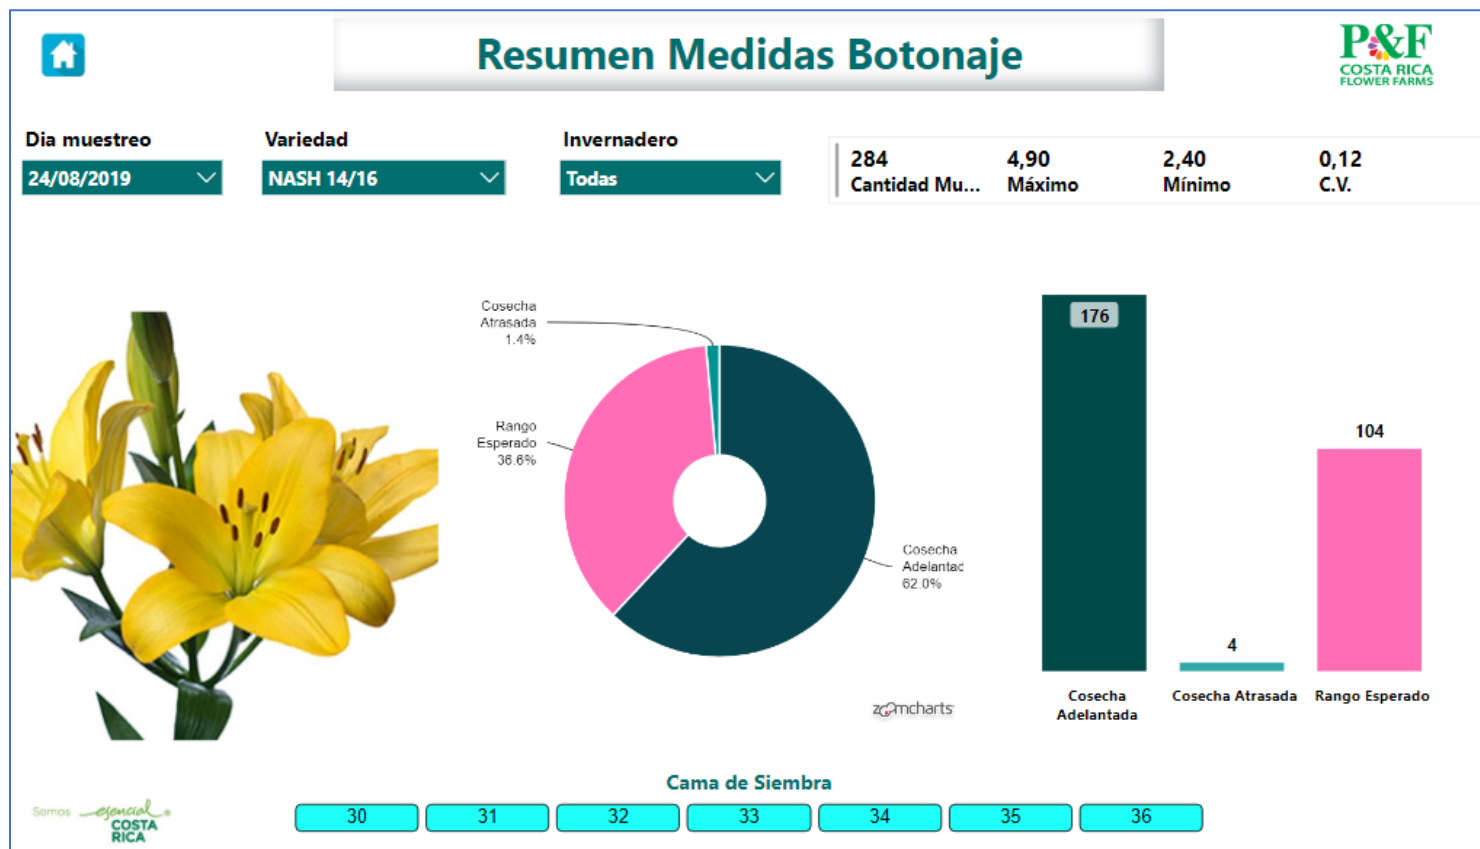 Resumen Medidas Botonaje
P&F
COSTA RICA
FLOWER FARMS
Dia muestreo
24/08/2019
Variedad
NASH 14/16
Invernadero
Todas
284
Cantidad Mu...
4,90
Máximo
2,40
Mínimo
0,12
C.V.
Cosecha
Atrasada
1.4%
Rango
Esperado
36.6%
Cosecha
Adelantad
62.0%
zoomcharts
176
4
104
Cosecha
Adelantada
Cosecha Atrasada
Rango Esperado
Cama de Siembra
30
31
32
33
34
35
36
Somos esencial
COSTA
RICA